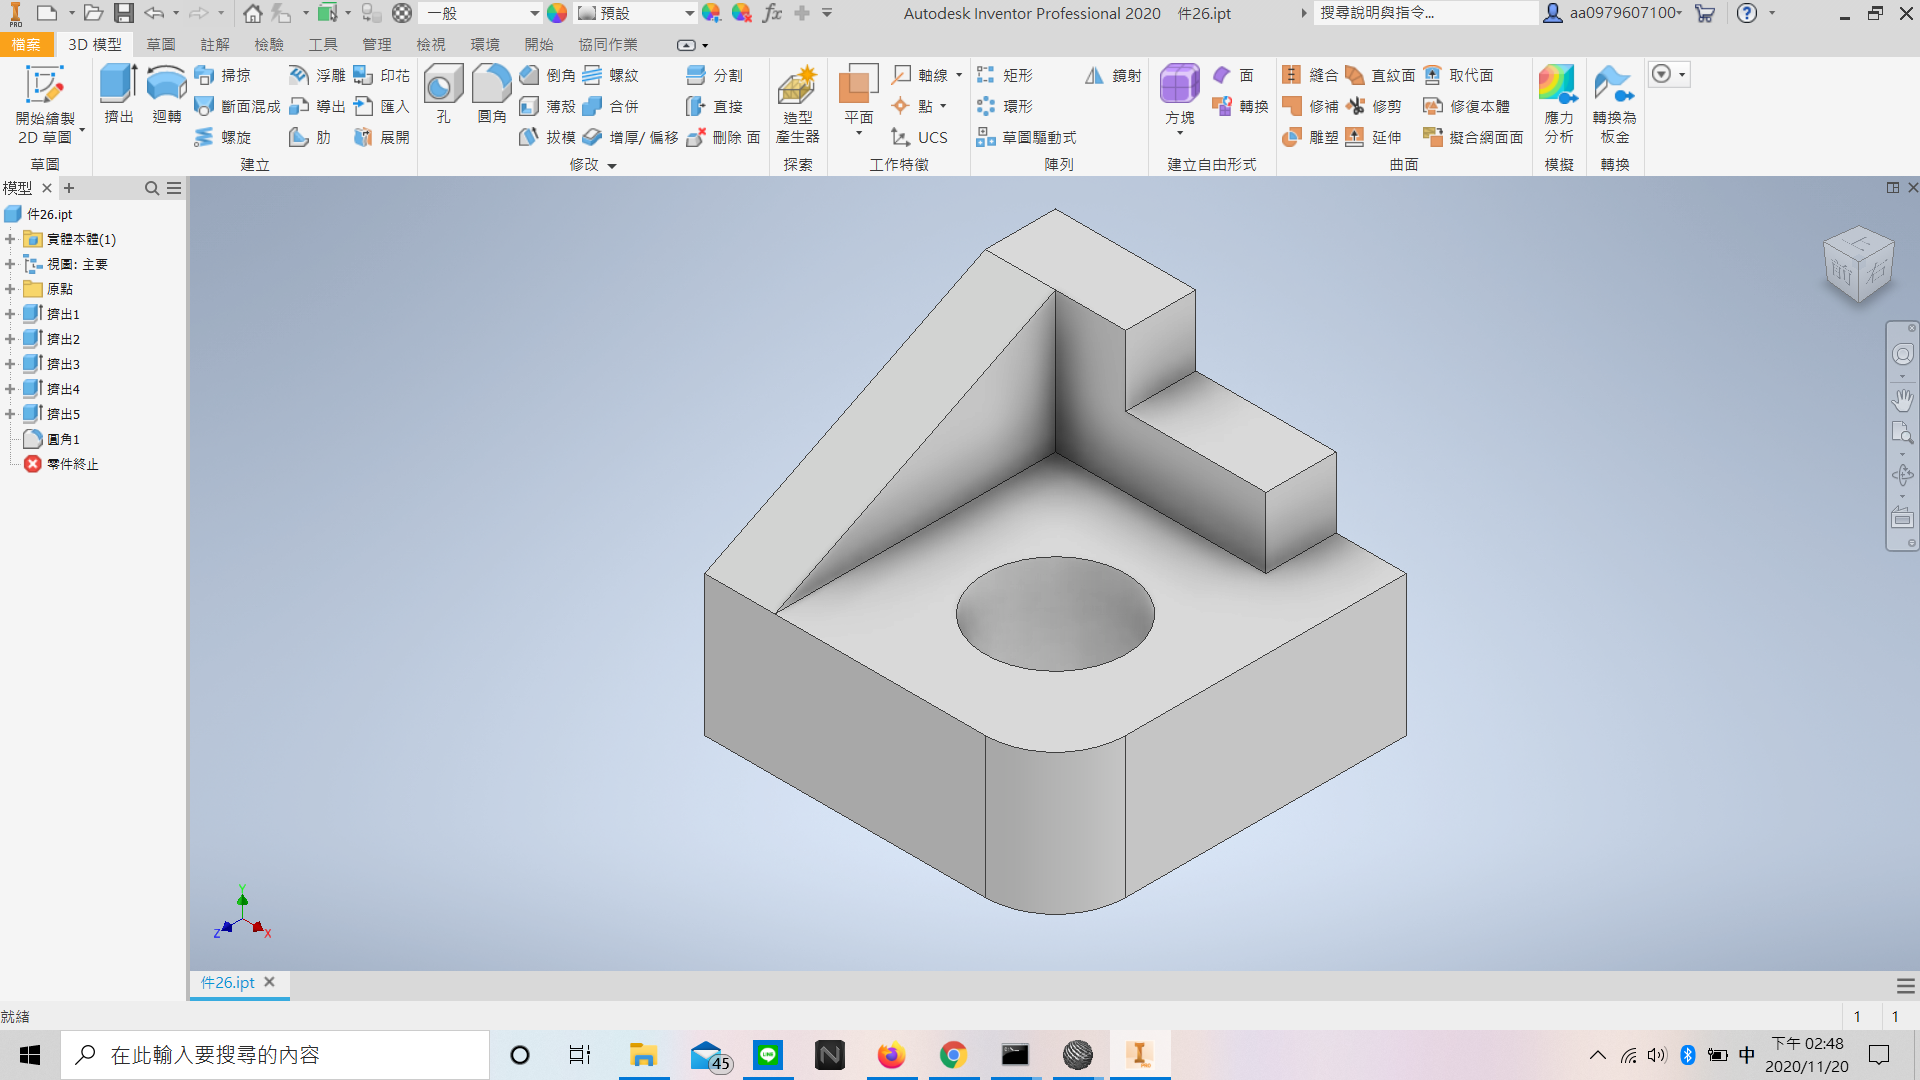 PRO 一般 預設 fx Autodesk Inventor Professional 2020 件26.ipt 搜尋說明與指令... aa0979607100 ?
檔案 3D 模型 草圖 註解 檢驗 工具 管理 檢視 環境 開始 協同作業
開始繪製
2D 草圖
草圖
擠出 迴轉
掃掠 浮雕 印花
斷面混成 導出 匯入
螺旋 肋 展開
建立
孔 圓角
倒角 螺紋 分割
薄殼 合併 直接
拔模 增厚/ 偏移 刪除 面
修改
造型
產生器
探索
平面
軸線
點
UCS
工作特徵
矩形 鏡射
環形
草圖驅動式
陣列
方塊
面
轉換
建立自由形式
縫合 直紋面 取代面
修補 修剪 修復本體
雕塑 延伸 擬合網面面
曲面
應力
分析
模擬
轉換為
板金
轉換
模型
件26.ipt
實體本體(1)
視圖: 主要
原點
擠出1
擠出2
擠出3
擠出4
擠出5
圓角1
零件終止
上
前 右
Y
Z X
件26.ipt
就緒 1 1
在此輸入要搜尋的內容 45 LINE N I PRO 中
下午 02:48
2020/11/20